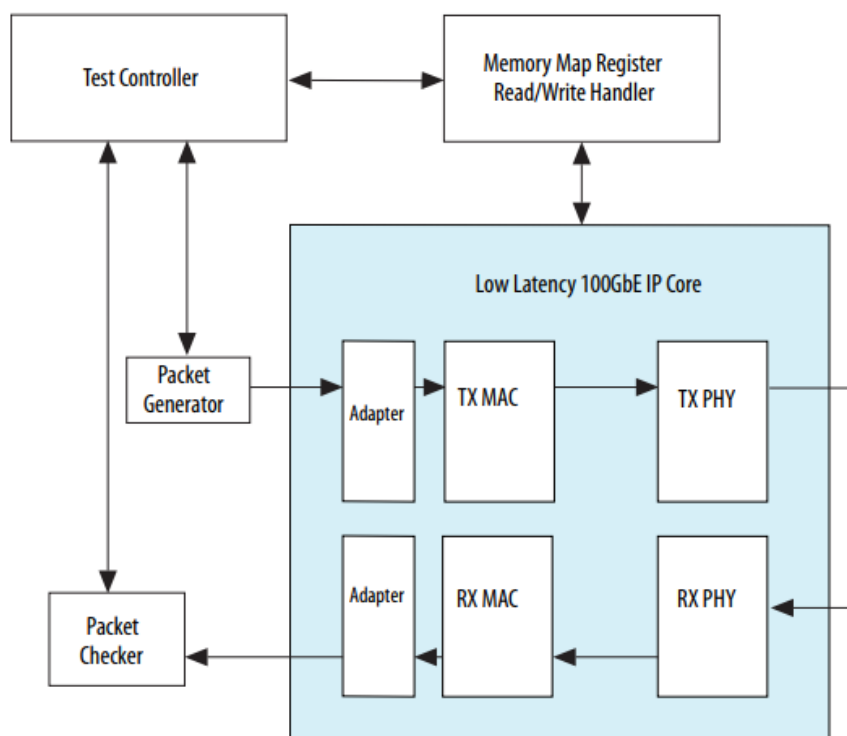 Test Controller
Memory Map Register
Read/Write Handler
Low Latency 100GbE IP Core
Packet
Generator
Adapter
TX MAC
TX PHY
Packet
Checker
Adapter
RX MAC
RX PHY